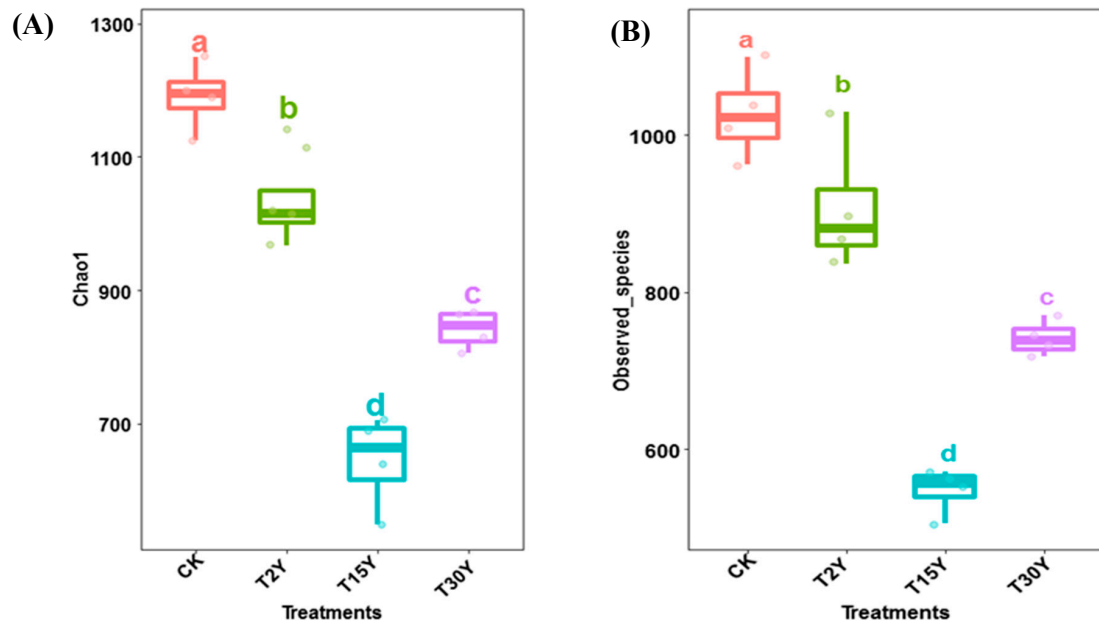 (A)
1300
1100
900
700
Chao1
a
b
d
c
CK
T2Y
T15Y
T30Y
Treatments
(B)
1000
800
600
Observed_species
a
b
d
c
CK
T2Y
T15Y
T30Y
Treatments